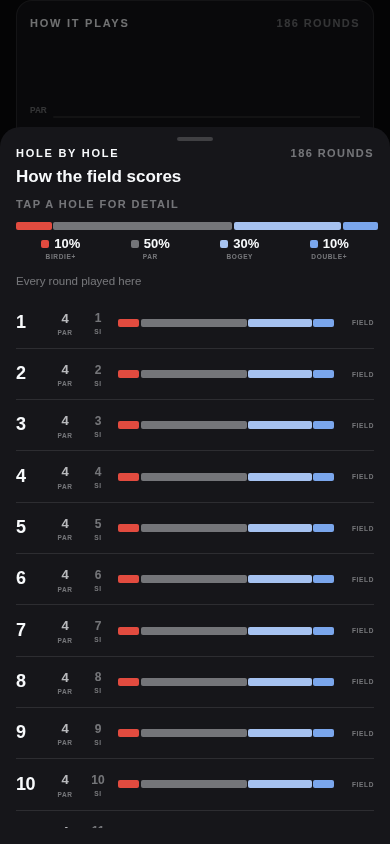 HOW IT PLAYS 186 ROUNDS
PAR
HOLE BY HOLE 186 ROUNDS
How the field scores
TAP A HOLE FOR DETAIL
10% 50% 30% 10%
BIRDIE+ PAR BOGEY DOUBLE+
Every round played here
1 4 PAR 1 SI FIELD
2 4 PAR 2 SI FIELD
3 4 PAR 3 SI FIELD
4 4 PAR 4 SI FIELD
5 4 PAR 5 SI FIELD
6 4 PAR 6 SI FIELD
7 4 PAR 7 SI FIELD
8 4 PAR 8 SI FIELD
9 4 PAR 9 SI FIELD
10 4 PAR 10 SI FIELD